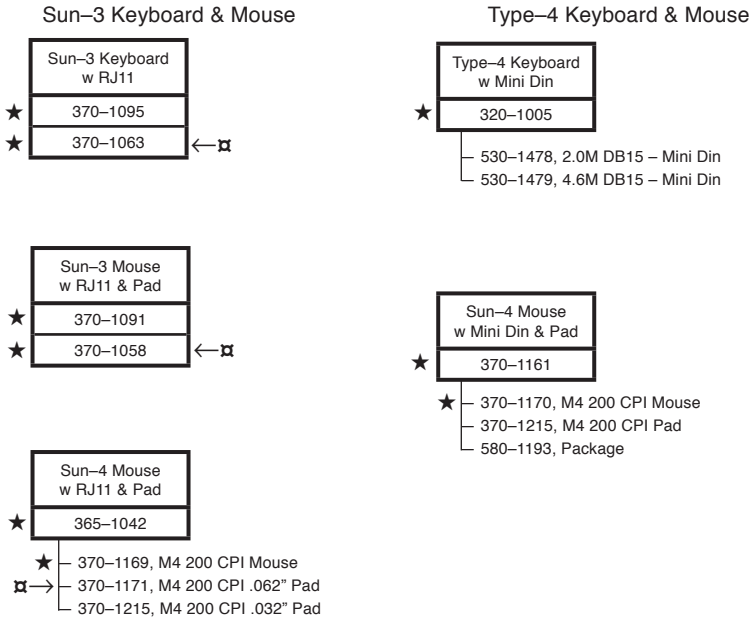 Sun–3 Keyboard & Mouse
Sun–3 Keyboard
w RJ11
★ 370–1095
★ 370–1063 ←¤
Sun–3 Mouse
w RJ11 & Pad
★ 370–1091
★ 370–1058 ←¤
Sun–4 Mouse
w RJ11 & Pad
★ 365–1042
★ 370–1169, M4 200 CPI Mouse
¤→ 370–1171, M4 200 CPI .062” Pad
370–1215, M4 200 CPI .032” Pad
Type–4 Keyboard & Mouse
Type–4 Keyboard
w Mini Din
★ 320–1005
530–1478, 2.0M DB15 – Mini Din
530–1479, 4.6M DB15 – Mini Din
Sun–4 Mouse
w Mini Din & Pad
★ 370–1161
★ 370–1170, M4 200 CPI Mouse
370–1215, M4 200 CPI Pad
580–1193, Package